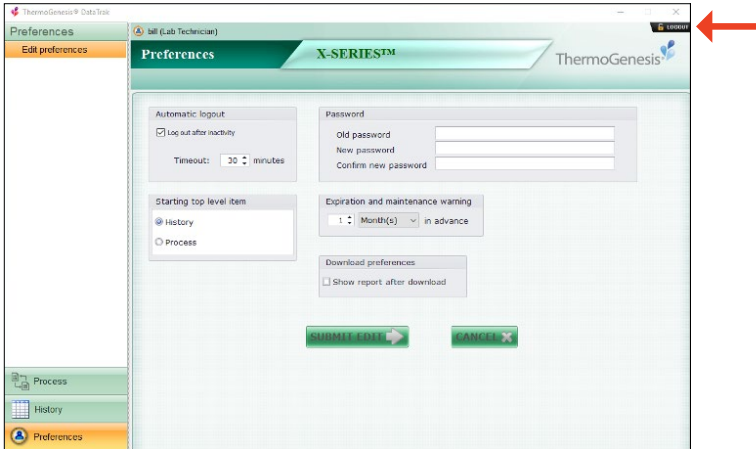 ThermoGenesis® DataTrak
Preferences
Edit preferences
bill (Lab Technician)
LOGOUT
Preferences
X-SERIES™
ThermoGenesis
Automatic logout
Log out after inactivity
Timeout: 30 minutes
Password
Old password
New password
Confirm new password
Starting top level item
History
Process
Expiration and maintenance warning
1 Month(s) in advance
Download preferences
Show report after download
SUBMIT EDIT
CANCEL
Process
History
Preferences